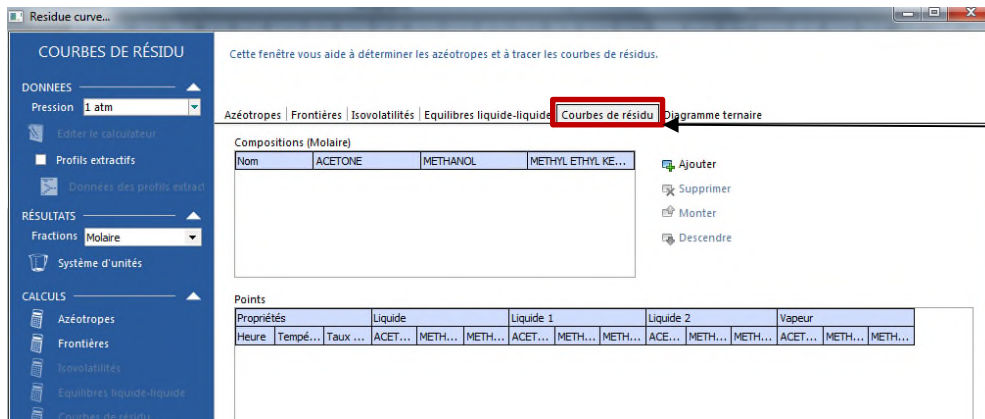 Residue curve...
COURBES DE RÉSIDU
Cette fenêtre vous aide à déterminer les azéotropes et à tracer les courbes de résidus.
DONNEES
Pression 1 atm
Editer le calculateur
Profils extractifs
Données des profils extract
RÉSULTATS
Fractions Molaire
Système d'unités
CALCULS
Azéotropes
Frontières
Isovolatilités
Equilibres liquide-liquide
Courbes de résidu
Azéotropes Frontières Isovolatilités Equilibres liquide-liquide Courbes de résidu Diagramme ternaire
Compositions (Molaire)
Nom ACETONE METHANOL METHYL ETHYL KE...
Ajouter
Supprimer
Monter
Descendre
Points
Propriétés Liquide Liquide 1 Liquide 2 Vapeur
Heure Tempé... Taux ... ACET... METH... METH... ACET... METH... METH... ACE... METH... METH... ACET... METH... METH...